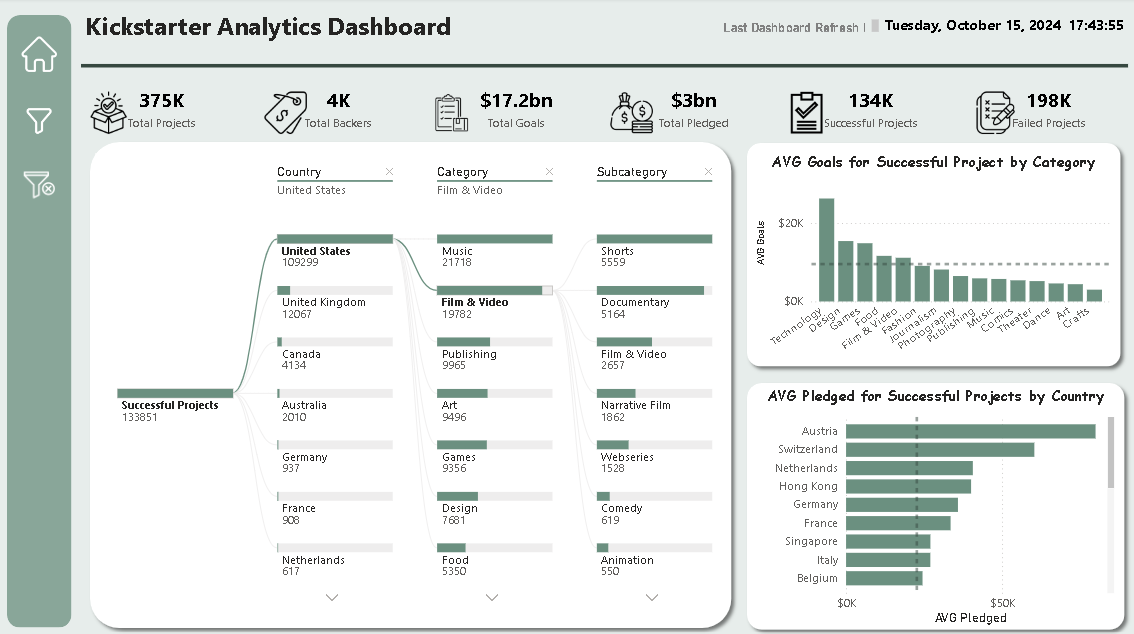 Kickstarter Analytics Dashboard
Last Dashboard Refresh | Tuesday, October 15, 2024 17:43:55
375K
Total Projects
4K
Total Backers
$17.2bn
Total Goals
$3bn
Total Pledged
134K
Successful Projects
198K
Failed Projects
Country
United States
Category
Film & Video
Subcategory
Successful Projects
133851
United States
109299
United Kingdom
12067
Canada
4134
Australia
2010
Germany
937
France
908
Netherlands
617
Music
21718
Film & Video
19782
Publishing
9965
Art
9496
Games
9356
Design
7681
Food
5350
Shorts
5559
Documentary
5164
Film & Video
2657
Narrative Film
1862
Webseries
1528
Comedy
619
Animation
550
AVG Goals for Successful Project by Category
AVG Goals
$20K
$0K
Technology
Design
Games
Food
Film & Video
Fashion
Journalism
Photography
Publishing
Music
Comics
Theater
Dance
Art
Crafts
AVG Pledged for Successful Projects by Country
Austria
Switzerland
Netherlands
Hong Kong
Germany
France
Singapore
Italy
Belgium
$0K
$50K
AVG Pledged